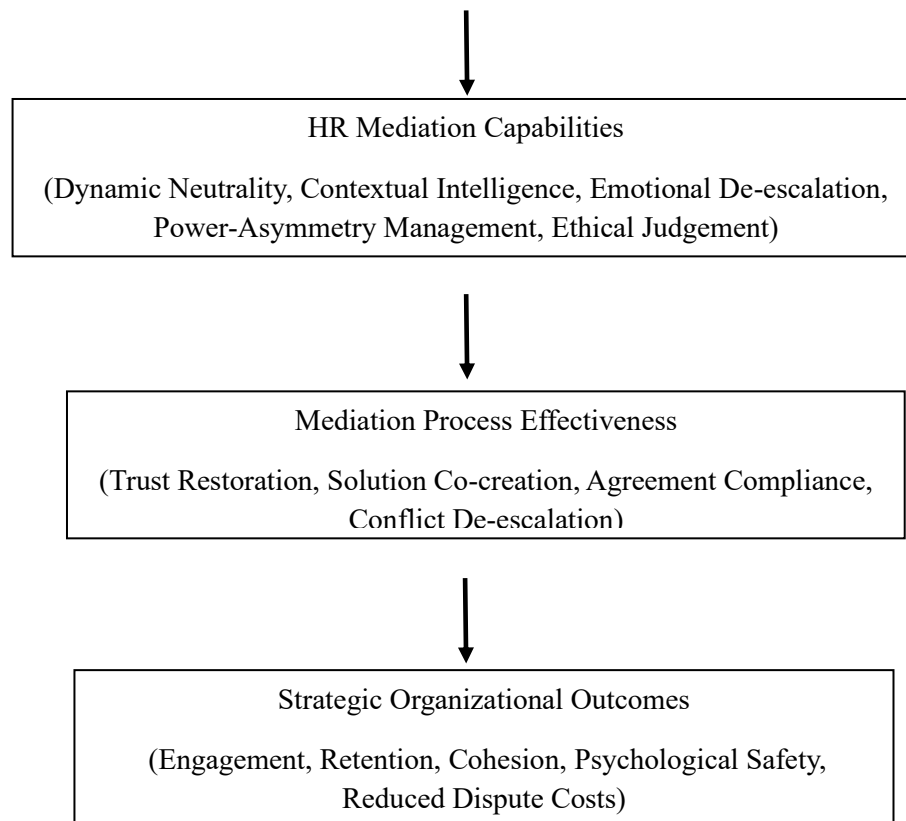 HR Mediation Capabilities
(Dynamic Neutrality, Contextual Intelligence, Emotional De-escalation,
Power-Asymmetry Management, Ethical Judgement)
Mediation Process Effectiveness
(Trust Restoration, Solution Co-creation, Agreement Compliance,
Conflict De-escalation)
Strategic Organizational Outcomes
(Engagement, Retention, Cohesion, Psychological Safety,
Reduced Dispute Costs)